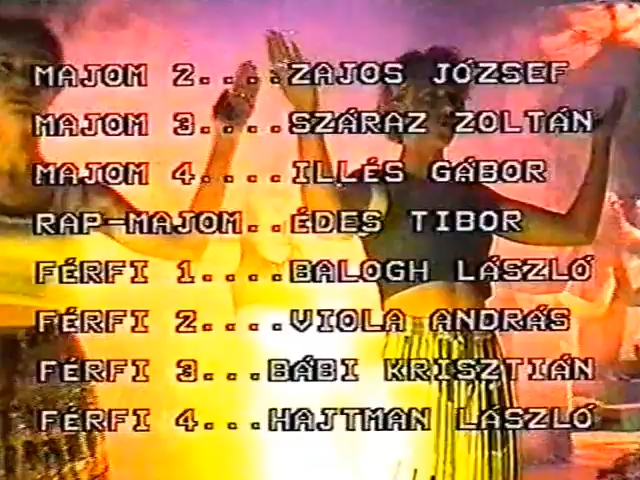 MAJOM 2....ZAJOS JÓZSEF
MAJOM 3....SZÁRAZ ZOLTÁN
MAJOM 4....ILLÉS GÁBOR
RAP-MAJOM..ÉDES TIBOR
FÉRFI 1....BALOGH LÁSZLÓ
FÉRFI 2....VIOLA ANDRÁS
FÉRFI 3...BÁBI KRISZTIÁN
FÉRFI 4...HAJTMAN LÁSZLÓ